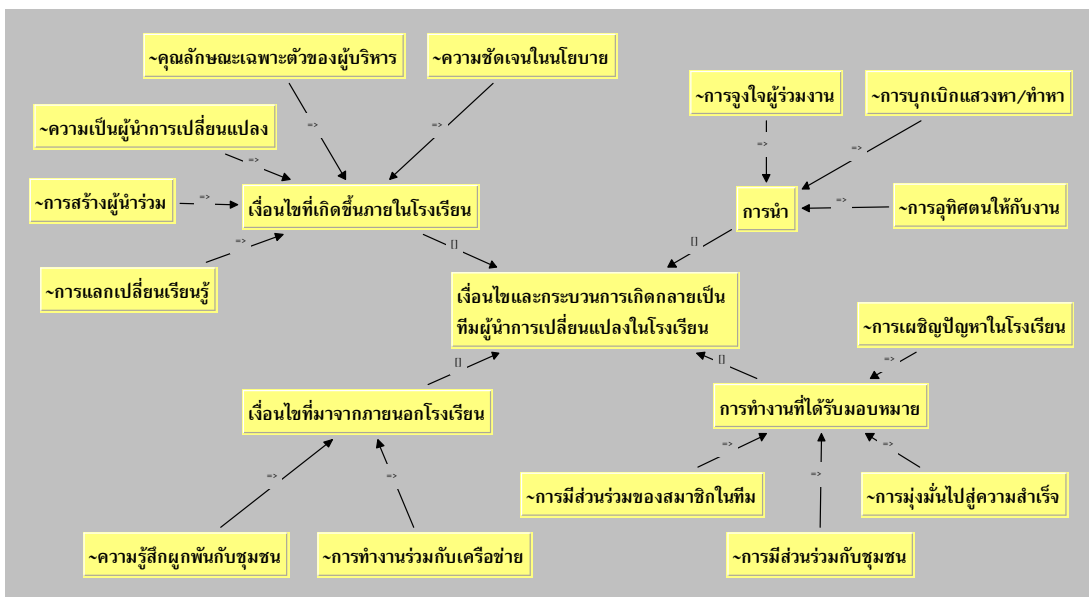 ~คุณลักษณะเฉพาะตัวของผู้บริหาร
~ความชัดเจนในนโยบาย
~การจูงใจผู้ร่วมงาน
~การบุกเบิกแสวงหา/ทำหา
=>
=>
~ความเป็นผู้นำการเปลี่ยนแปลง
=>
=>
=>
~การสร้างผู้นำร่วม
=>
เงื่อนไขที่เกิดขึ้นภายในโรงเรียน
การนำ
=>
~การอุทิศตนให้กับงาน
=>
[]
[]
~การแลกเปลี่ยนเรียนรู้
เงื่อนไขและกระบวนการเกิดกลายเป็น
ทีมผู้นำการเปลี่ยนแปลงในโรงเรียน
~การเผชิญปัญหาในโรงเรียน
[]
[]
=>
เงื่อนไขที่มาจากภายนอกโรงเรียน
การทำงานที่ได้รับมอบหมาย
=>
=>
=>
=>
=>
~การมีส่วนร่วมของสมาชิกในทีม
~การมุ่งมั่นไปสู่ความสำเร็จ
~ความรู้สึกผูกพันกับชุมชน
~การทำงานร่วมกับเครือข่าย
~การมีส่วนร่วมกับชุมชน